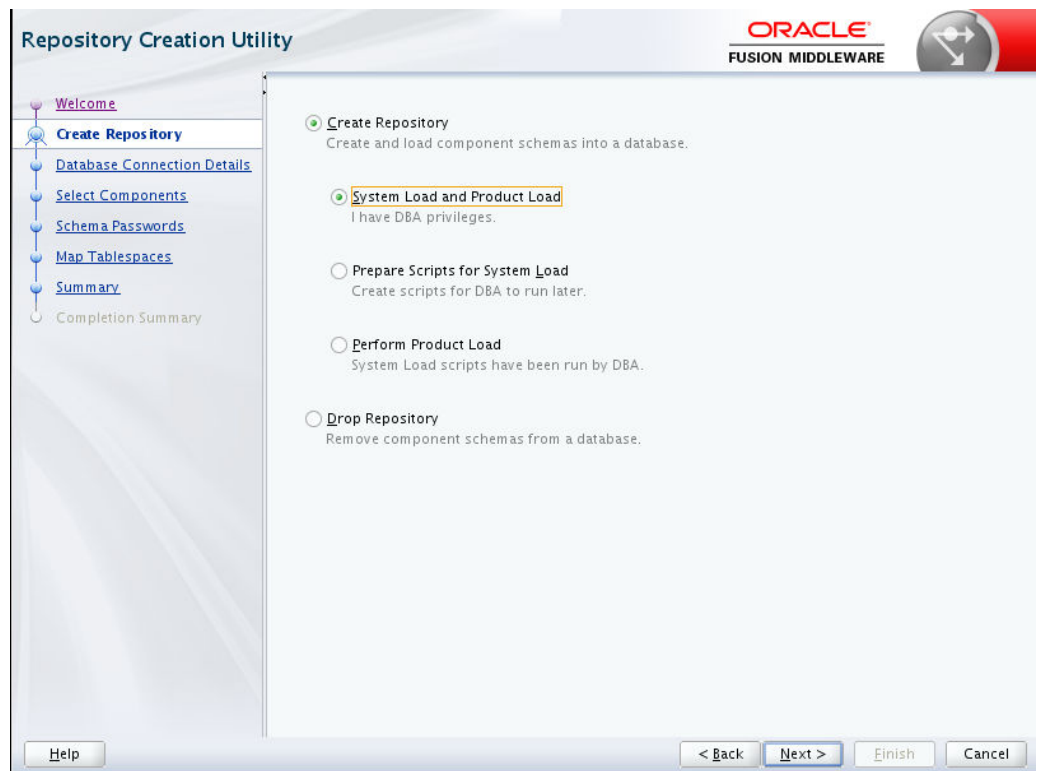 Repository Creation Utility
ORACLE
FUSION MIDDLEWARE
Welcome
Create Repository
Database Connection Details
Select Components
Schema Passwords
Map Tablespaces
Summary
Completion Summary
Create Repository
Create and load component schemas into a database.
System Load and Product Load
I have DBA privileges.
Prepare Scripts for System Load
Create scripts for DBA to run later.
Perform Product Load
System Load scripts have been run by DBA.
Drop Repository
Remove component schemas from a database.
Help
< Back
Next >
Finish
Cancel